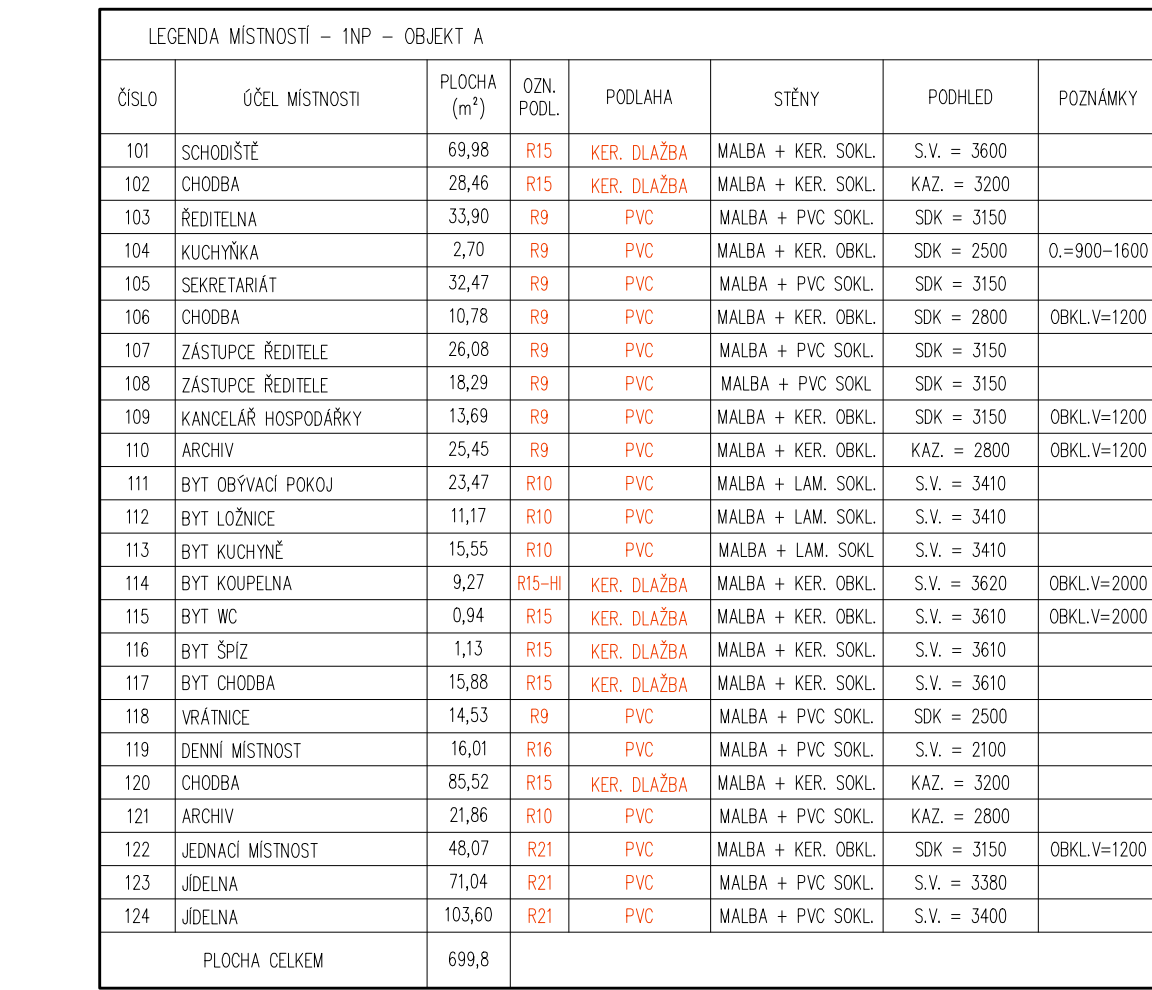 LEGENDA MÍSTNOSTÍ – 1NP – OBJEKT A
ČÍSLO ÚČEL MÍSTNOSTI PLOCHA (m²) OZN. PODL. PODLAHA STĚNY PODHLED POZNÁMKY
101 SCHODIŠTĚ 69,98 R15 KER. DLAŽBA MALBA + KER. SOKL. S.V. = 3600
102 CHODBA 28,46 R15 KER. DLAŽBA MALBA + KER. SOKL. KAZ. = 3200
103 ŘEDITELNA 33,90 R9 PVC MALBA + PVC SOKL. SDK = 3150
104 KUCHYŇKA 2,70 R9 PVC MALBA + KER. OBKL. SDK = 2500 O.=900–1600
105 SEKRETARIÁT 32,47 R9 PVC MALBA + PVC SOKL. SDK = 3150
106 CHODBA 10,78 R9 PVC MALBA + KER. OBKL. SDK = 2800 OBKL.V=1200
107 ZÁSTUPCE ŘEDITELE 26,08 R9 PVC MALBA + PVC SOKL. SDK = 3150
108 ZÁSTUPCE ŘEDITELE 18,29 R9 PVC MALBA + PVC SOKL SDK = 3150
109 KANCELÁŘ HOSPODÁŘKY 13,69 R9 PVC MALBA + KER. OBKL. SDK = 3150 OBKL.V=1200
110 ARCHIV 25,45 R9 PVC MALBA + KER. OBKL. KAZ. = 2800 OBKL.V=1200
111 BYT OBÝVACÍ POKOJ 23,47 R10 PVC MALBA + LAM. SOKL. S.V. = 3410
112 BYT LOŽNICE 11,17 R10 PVC MALBA + LAM. SOKL. S.V. = 3410
113 BYT KUCHYNĚ 15,55 R10 PVC MALBA + LAM. SOKL S.V. = 3410
114 BYT KOUPELNA 9,27 R15–HI KER. DLAŽBA MALBA + KER. OBKL. S.V. = 3620 OBKL.V=2000
115 BYT WC 0,94 R15 KER. DLAŽBA MALBA + KER. OBKL. S.V. = 3610 OBKL.V=2000
116 BYT ŠPÍZ 1,13 R15 KER. DLAŽBA MALBA + KER. SOKL. S.V. = 3610
117 BYT CHODBA 15,88 R15 KER. DLAŽBA MALBA + KER. SOKL. S.V. = 3610
118 VRÁTNICE 14,53 R9 PVC MALBA + PVC SOKL. SDK = 2500
119 DENNÍ MÍSTNOST 16,01 R16 PVC MALBA + PVC SOKL. S.V. = 2100
120 CHODBA 85,52 R15 KER. DLAŽBA MALBA + KER. SOKL. KAZ. = 3200
121 ARCHIV 21,86 R10 PVC MALBA + PVC SOKL. KAZ. = 2800
122 JEDNACÍ MÍSTNOST 48,07 R21 PVC MALBA + KER. OBKL. SDK = 3150 OBKL.V=1200
123 JÍDELNA 71,04 R21 PVC MALBA + PVC SOKL. S.V. = 3380
124 JÍDELNA 103,60 R21 PVC MALBA + PVC SOKL. S.V. = 3400
PLOCHA CELKEM 699,8